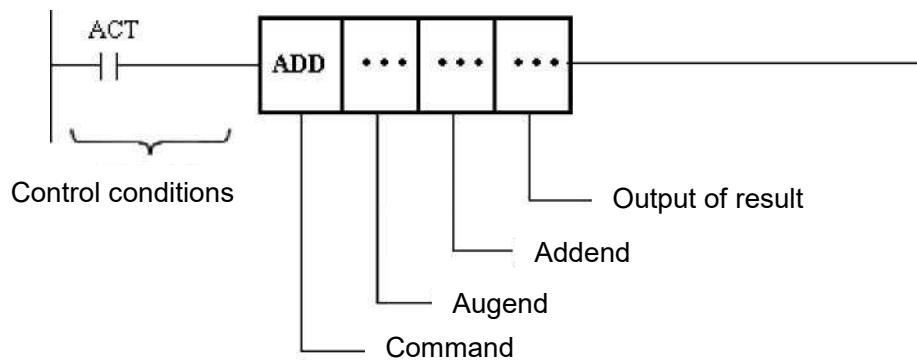 ACT
ADD ••• ••• •••
Control conditions
Output of result
Addend
Augend
Command